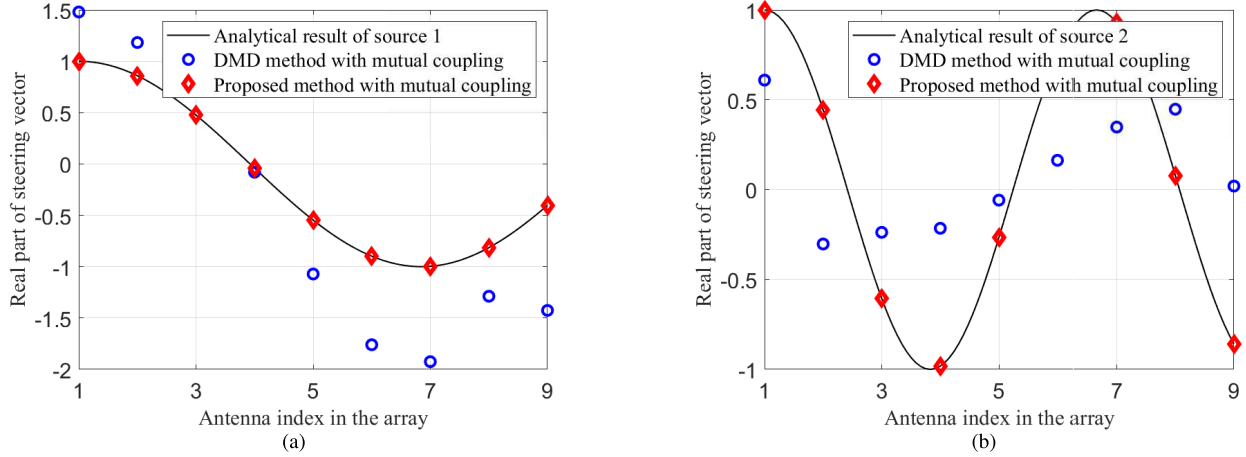 1.5
1
0.5
0
-0.5
-1
-1.5
-2
Real part of steering vector
Analytical result of source 1
DMD method with mutual coupling
Proposed method with mutual coupling
1
3
5
7
9
Antenna index in the array
(a)
1
0.5
0
-0.5
-1
Real part of steering vector
Analytical result of source 2
DMD method with mutual coupling
Proposed method with mutual coupling
1
3
5
7
9
Antenna index in the array
(b)